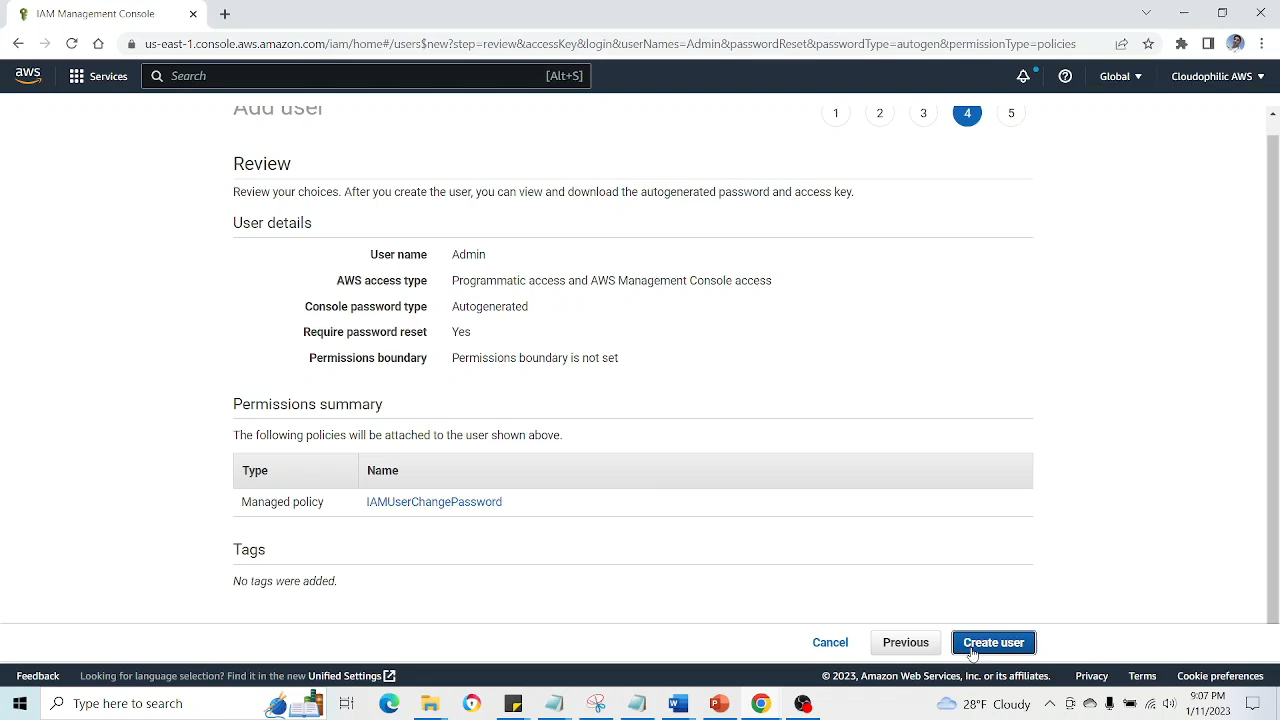 IAM Management Console
us-east-1.console.aws.amazon.com/iam/home#/users$new?step=review&accessKey&login&userNames=Admin&passwordReset&passwordType=autogen&permissionType=policies
aws Services Search [Alt+S] Global Cloudophilic AWS
Add user 1 2 3 4 5
Review
Review your choices. After you create the user, you can view and download the autogenerated password and access key.
User details
User name Admin
AWS access type Programmatic access and AWS Management Console access
Console password type Autogenerated
Require password reset Yes
Permissions boundary Permissions boundary is not set
Permissions summary
The following policies will be attached to the user shown above.
Type Name
Managed policy IAMUserChangePassword
Tags
No tags were added.
Cancel Previous Create user
Feedback Looking for language selection? Find it in the new Unified Settings © 2023, Amazon Web Services, Inc. or its affiliates. Privacy Terms Cookie preferences
Type here to search 28°F Cloudy 9:07 PM
1/11/2023